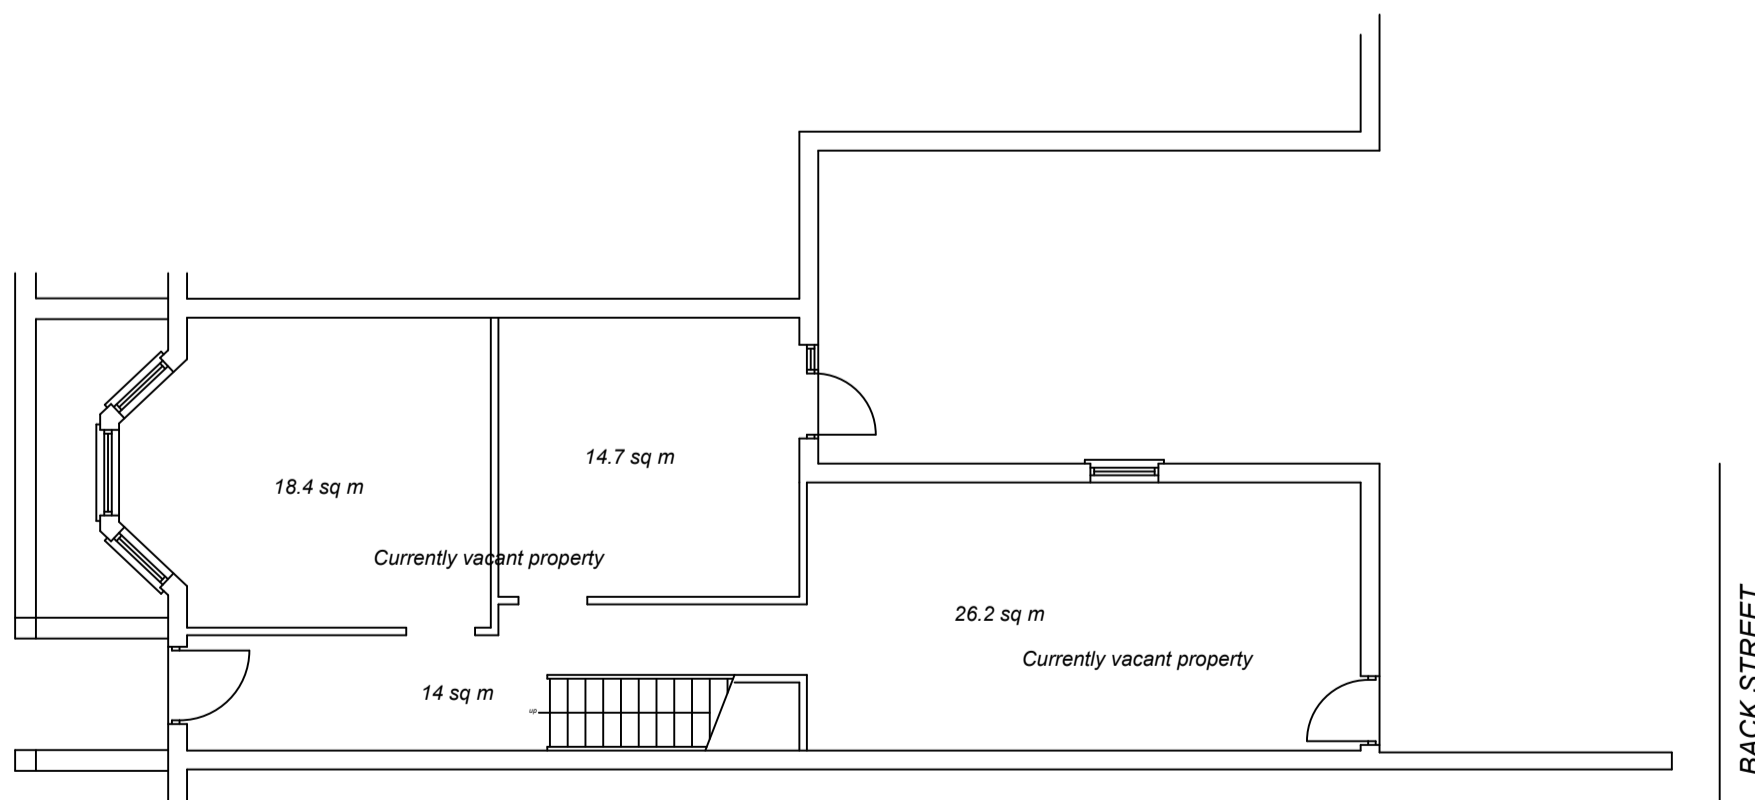 14.7 sq m
18.4 sq m
Currently vacant property
26.2 sq m
Currently vacant property
14 sq m
up
BACK STREET